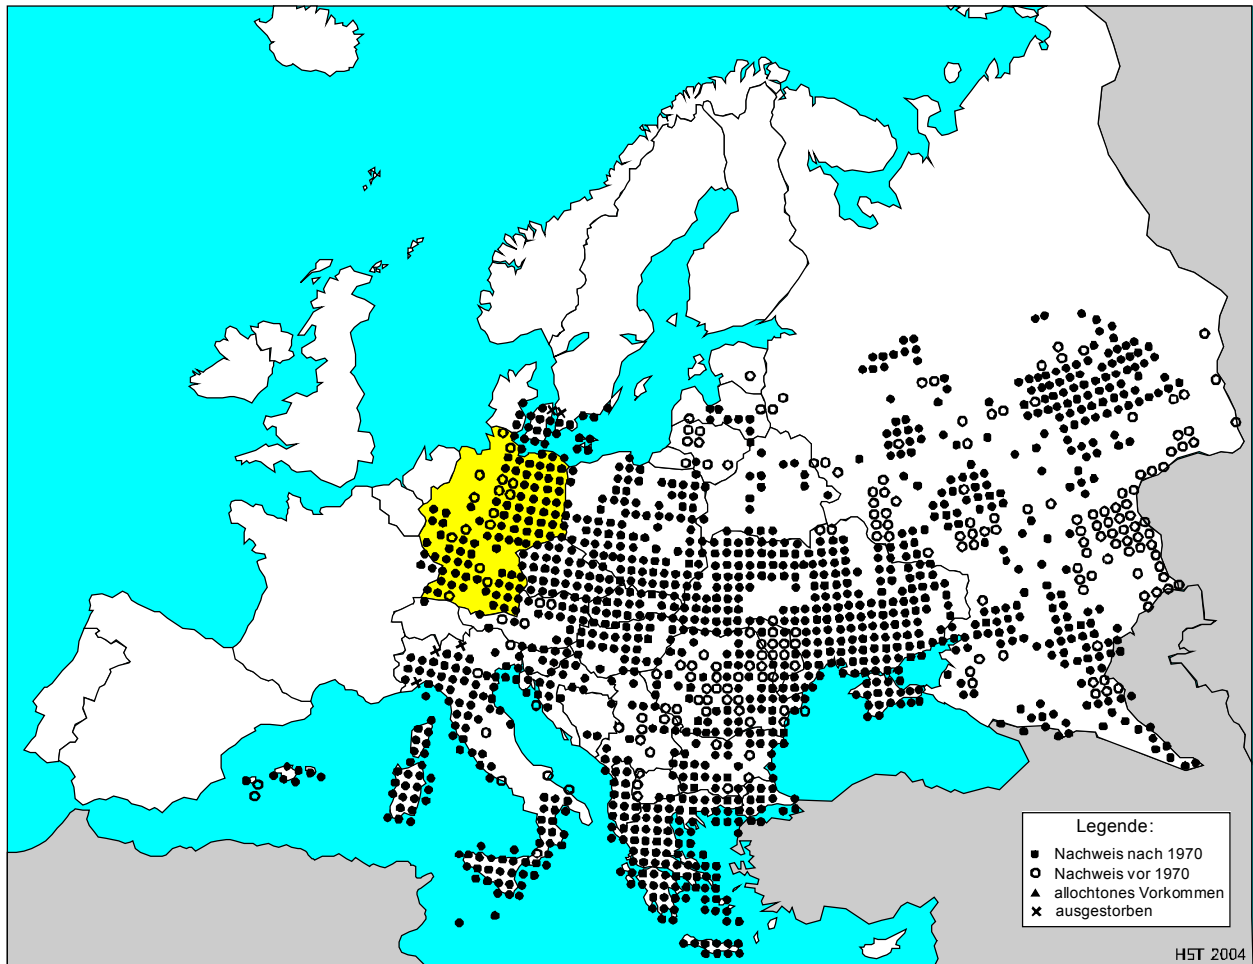 Legende:
Nachweis nach 1970
Nachweis vor 1970
allochtones Vorkommen
ausgestorben
HST 2004